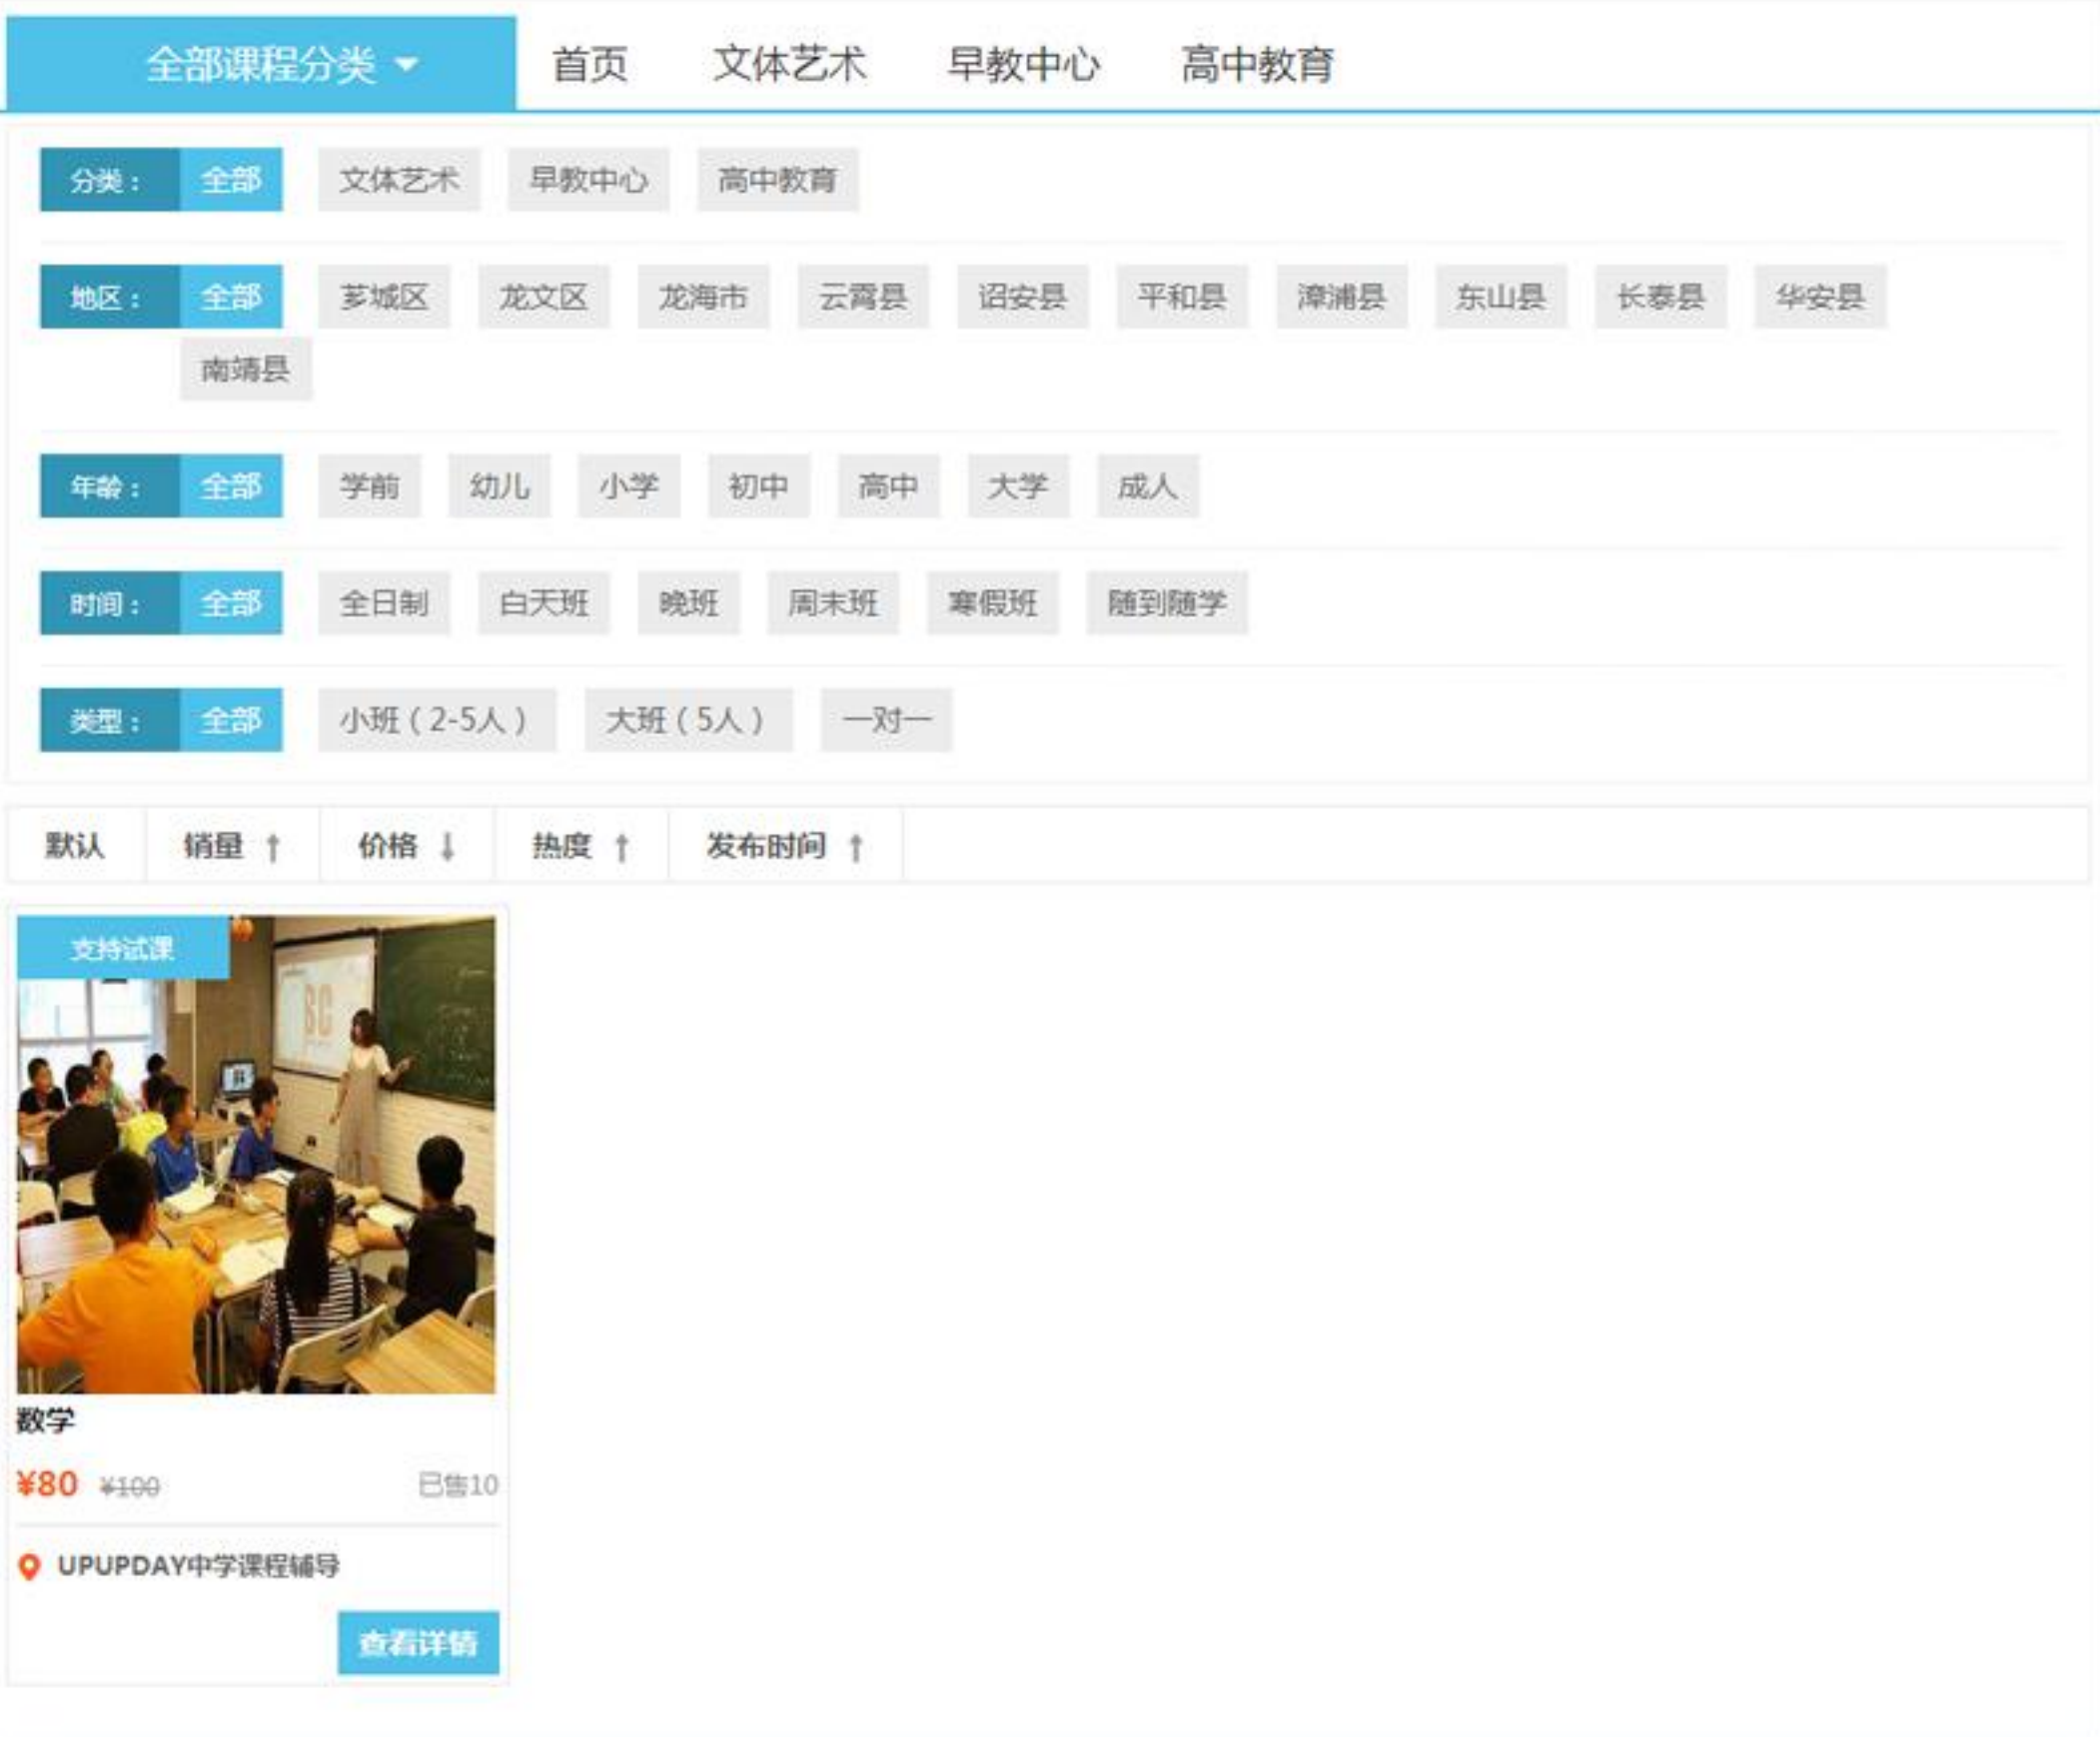 全部课程分类 首页 文体艺术 早教中心 高中教育
分类： 全部 文体艺术 早教中心 高中教育
地区： 全部 芗城区 龙文区 龙海市 云霄县 诏安县 平和县 漳浦县 东山县 长泰县 华安县
南靖县
年龄： 全部 学前 幼儿 小学 初中 高中 大学 成人
时间： 全部 全日制 白天班 晚班 周末班 寒假班 随到随学
类型： 全部 小班（2-5人） 大班（5人） 一对一
默认 销量 ↑ 价格 ↓ 热度 ↑ 发布时间 ↑
支持试课
数学
¥80 ¥100 已售10
UPUPDAY中学课程辅导
查看详情